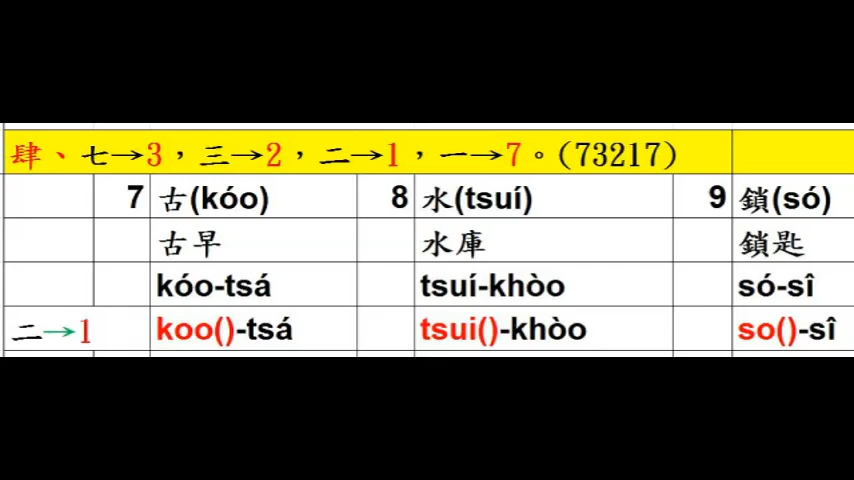 肆、七→3，三→2，二→1，一→7。(73217)
7 古(kóo) 8 水(tsuí) 9 鎖(só)
古早 水庫 鎖匙
kóo-tsá tsuí-khòo só-sî
二→1 koo()-tsá tsui()-khòo so()-sî